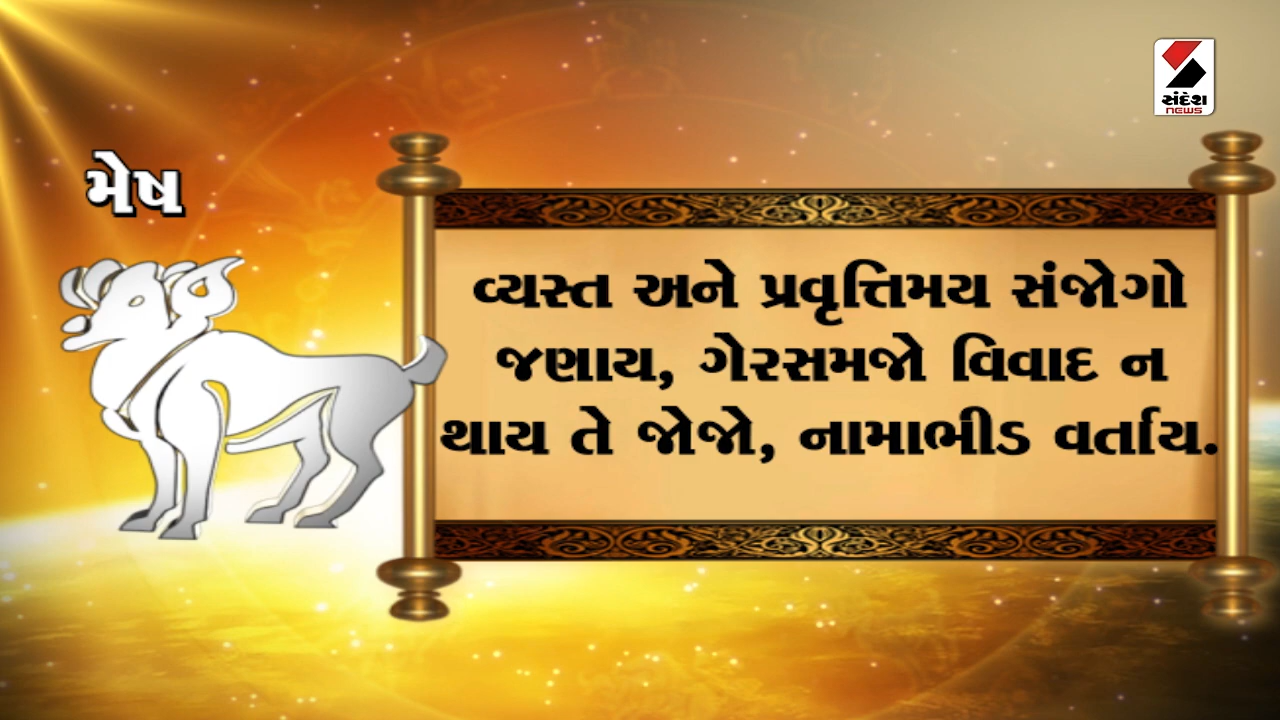 સંદેશ
NEWS
મેષ
વ્યસ્ત અને પ્રવૃત્તિમય સંજોગો
જણાય, ગેરસમજો વિવાદ ન
થાય તે જોજો, નામાભીડ વર્તાય.